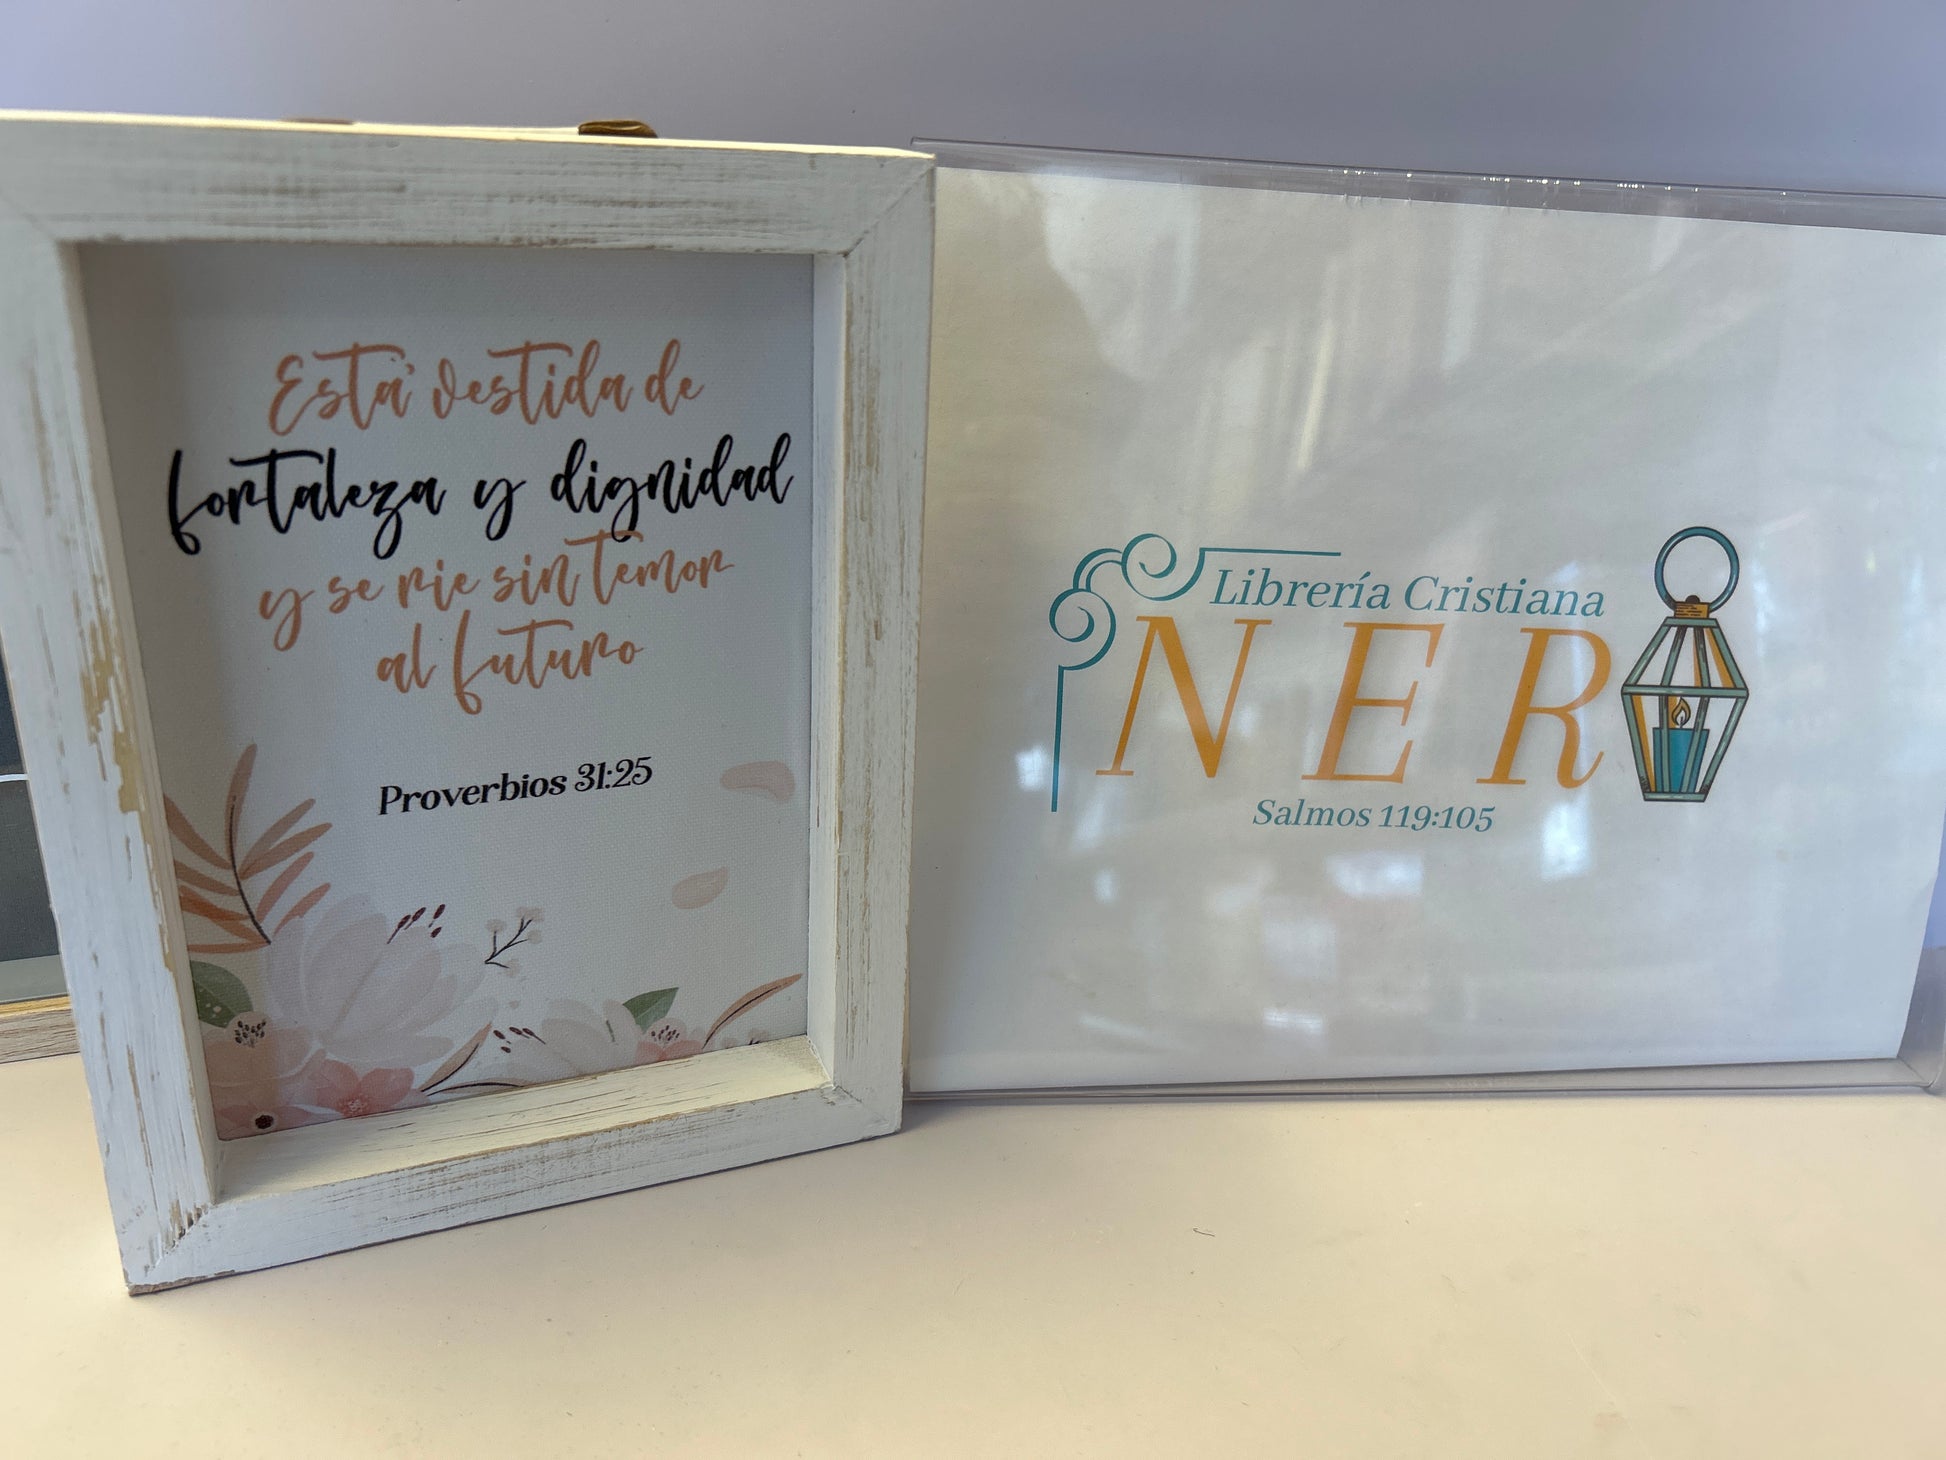 Está vestida de
fortaleza y dignidad
y se ríe sin temor
al futuro
Proverbios 31:25
Librería Cristiana
NER
Salmos 119:105